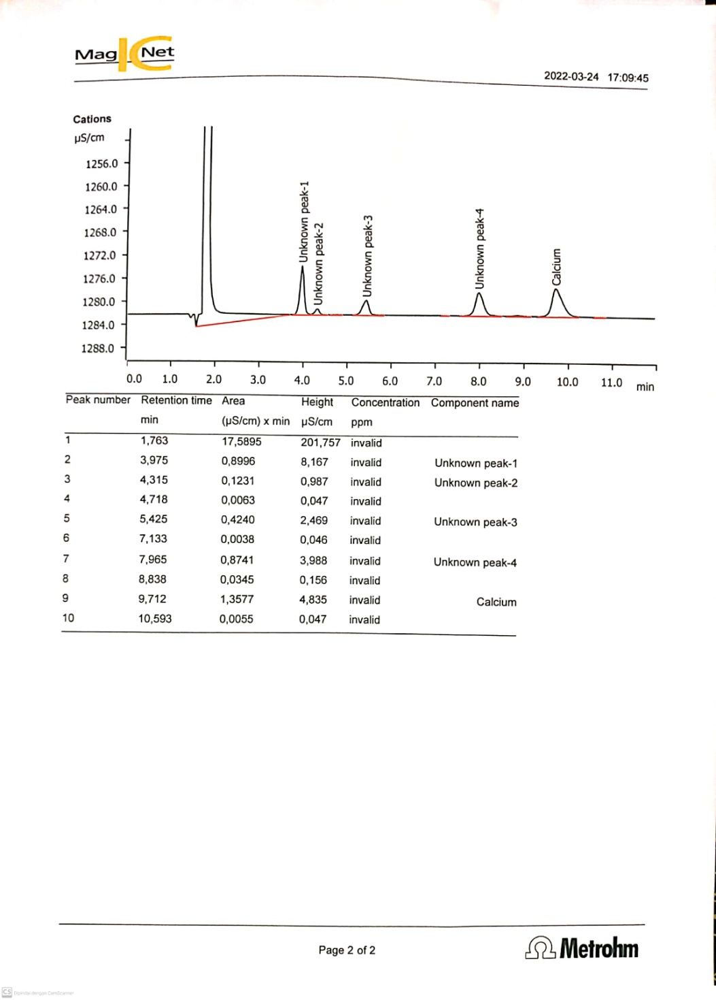 Mag IC Net
2022-03-24 17:09:45
Cations
µS/cm
1256.0
1260.0
1264.0
1268.0
1272.0
1276.0
1280.0
1284.0
1288.0
Unknown peak-1
Unknown peak-2
Unknown peak-3
Unknown peak-4
Calcium
0.0 1.0 2.0 3.0 4.0 5.0 6.0 7.0 8.0 9.0 10.0 11.0 min
Peak number Retention time Area Height Concentration Component name
min (µS/cm) x min µS/cm ppm
1 1,763 17,5895 201,757 invalid
2 3,975 0,8996 8,167 invalid Unknown peak-1
3 4,315 0,1231 0,987 invalid Unknown peak-2
4 4,718 0,0063 0,047 invalid
5 5,425 0,4240 2,469 invalid Unknown peak-3
6 7,133 0,0038 0,046 invalid
7 7,965 0,8741 3,988 invalid Unknown peak-4
8 8,838 0,0345 0,156 invalid
9 9,712 1,3577 4,835 invalid Calcium
10 10,593 0,0055 0,047 invalid
Page 2 of 2
Metrohm
CS Dipindai dengan CamScanner